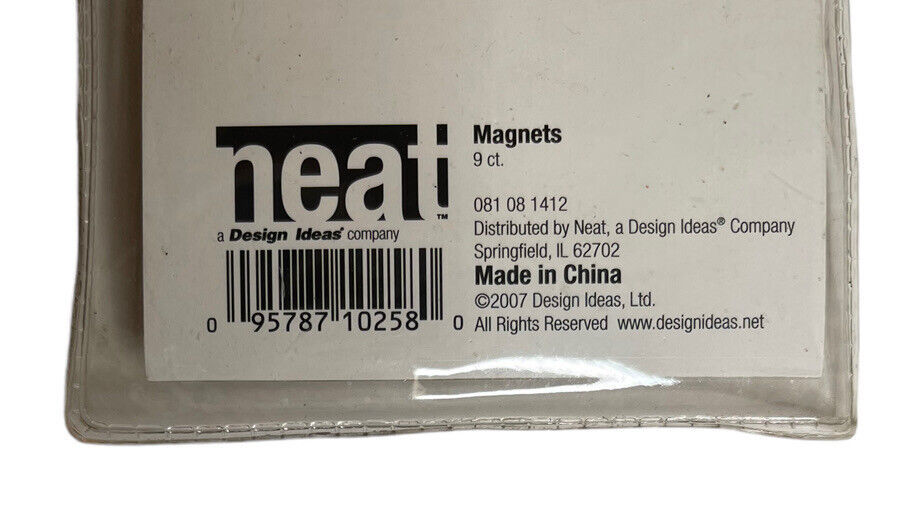 neat™
a Design Ideas® company
0 95787 10258 0
Magnets
9 ct.
081 08 1412
Distributed by Neat, a Design Ideas® Company
Springfield, IL 62702
Made in China
©2007 Design Ideas, Ltd.
All Rights Reserved www.designideas.net